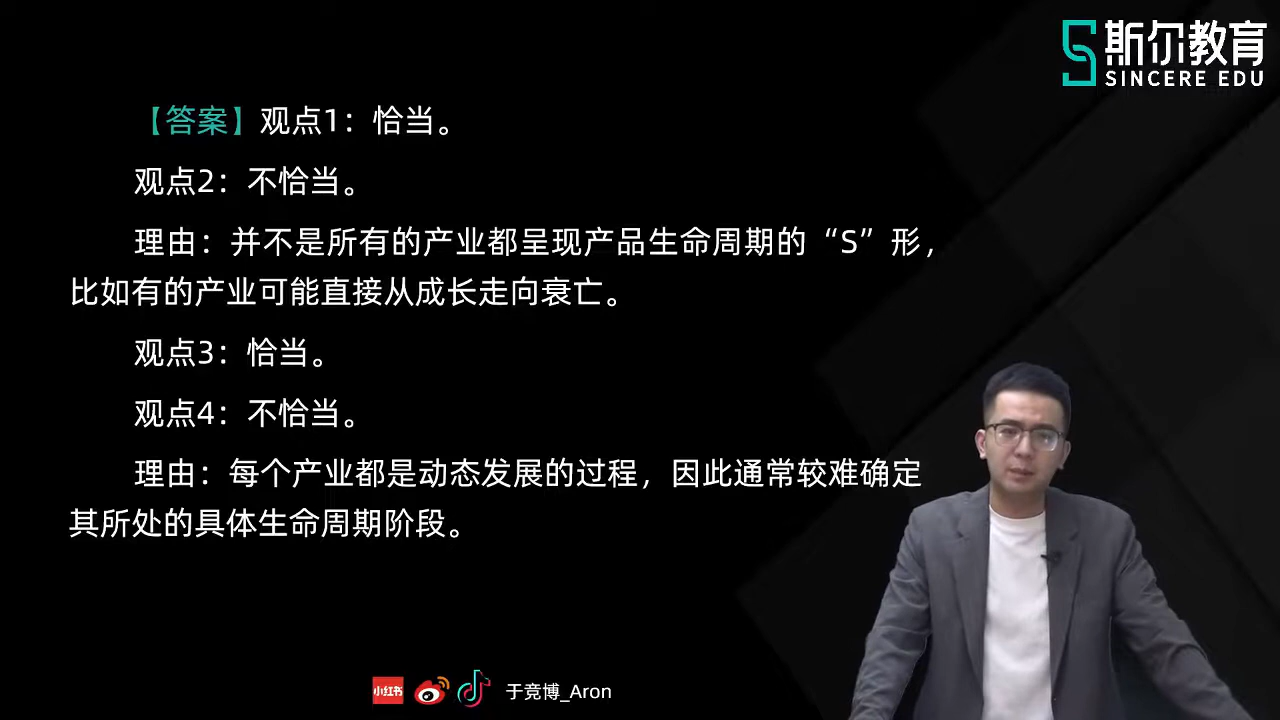 斯尔教育
SINCERE EDU
【答案】观点1：恰当。
观点2：不恰当。
理由：并不是所有的产业都呈现产品生命周期的“S”形，
比如有的产业可能直接从成长走向衰亡。
观点3：恰当。
观点4：不恰当。
理由：每个产业都是动态发展的过程，因此通常较难确定
其所处的具体生命周期阶段。
小红书 于竞博_Aron